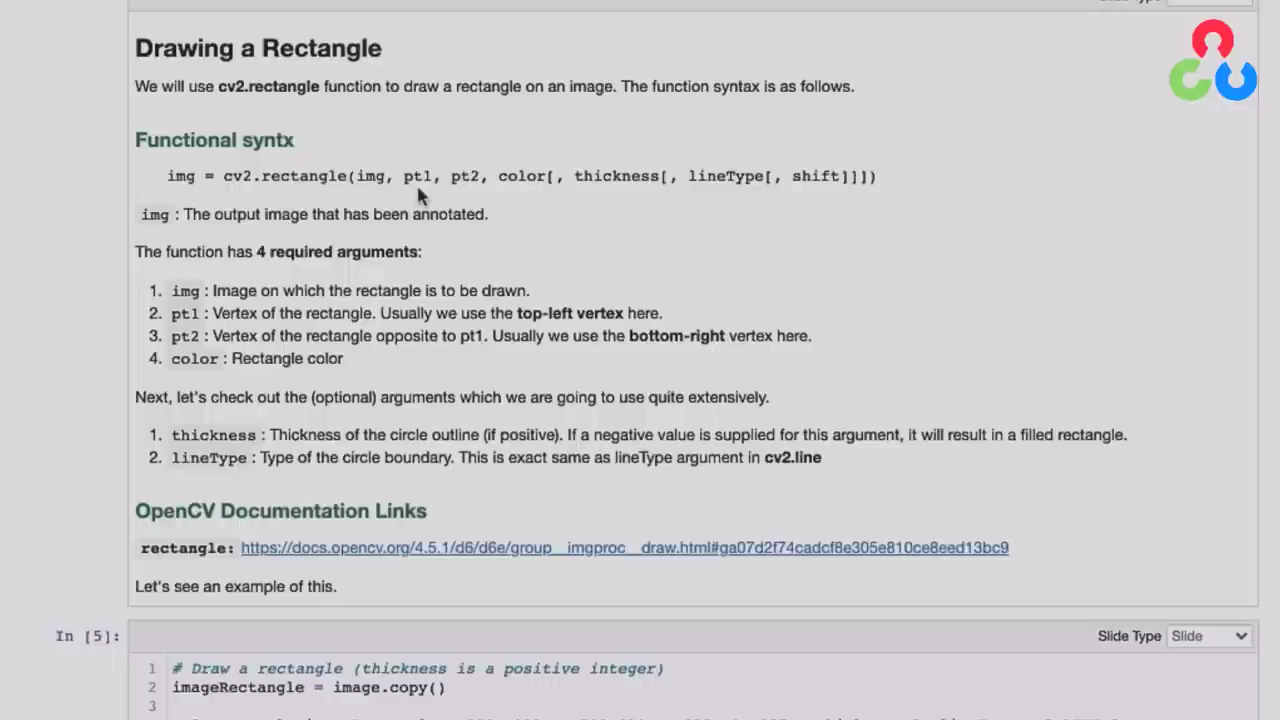 Drawing a Rectangle
We will use cv2.rectangle function to draw a rectangle on an image. The function syntax is as follows.
Functional syntx
img = cv2.rectangle(img, pt1, pt2, color[, thickness[, lineType[, shift]]])
img : The output image that has been annotated.
The function has 4 required arguments:
1. img : Image on which the rectangle is to be drawn.
2. pt1 : Vertex of the rectangle. Usually we use the top-left vertex here.
3. pt2 : Vertex of the rectangle opposite to pt1. Usually we use the bottom-right vertex here.
4. color : Rectangle color
Next, let's check out the (optional) arguments which we are going to use quite extensively.
1. thickness : Thickness of the circle outline (if positive). If a negative value is supplied for this argument, it will result in a filled rectangle.
2. lineType : Type of the circle boundary. This is exact same as lineType argument in cv2.line
OpenCV Documentation Links
rectangle: https://docs.opencv.org/4.5.1/d6/d6e/group__imgproc__draw.html#ga07d2f74cadcf8e305e810ce8eed13bc9
Let's see an example of this.
In [5]:
Slide Type Slide
1 # Draw a rectangle (thickness is a positive integer)
2 imageRectangle = image.copy()
3